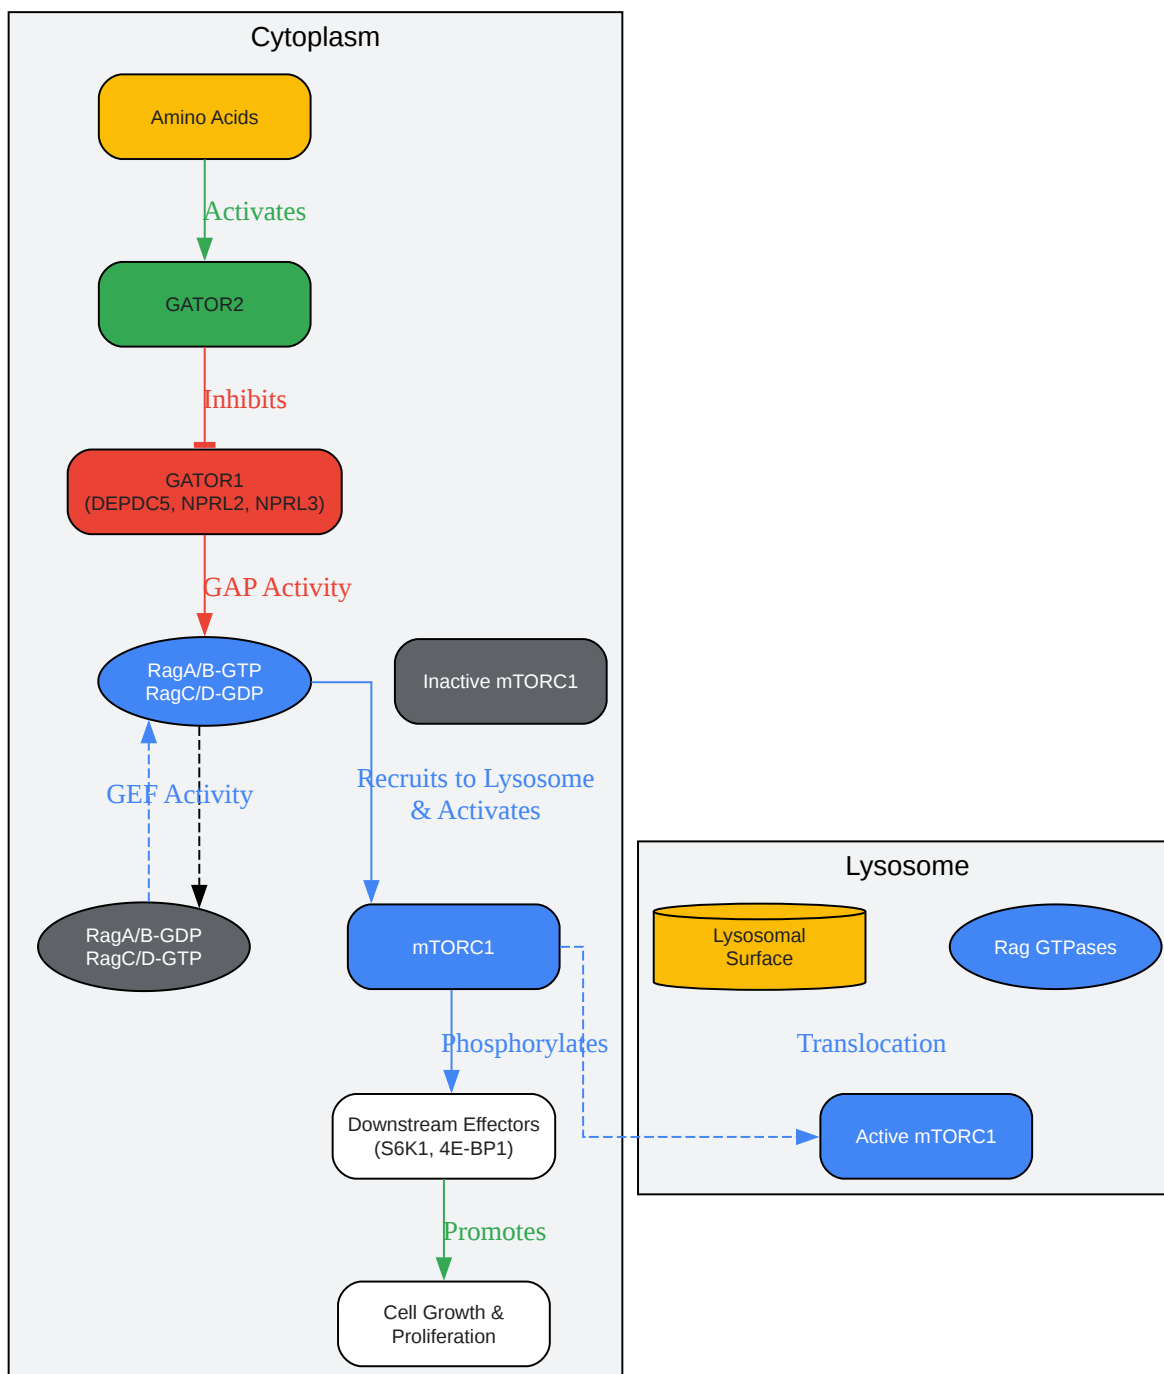 Cytoplasm
Amino Acids
Activates
GATOR2
Inhibits
GATOR1
(DEPDC5, NPRL2, NPRL3)
GAP Activity
RagA/B-GTP
RagC/D-GDP
Inactive mTORC1
GEF Activity
Recruits to Lysosome
& Activates
RagA/B-GDP
RagC/D-GTP
mTORC1
Phosphorylates
Downstream Effectors
(S6K1, 4E-BP1)
Promotes
Cell Growth &
Proliferation
Lysosome
Lysosomal
Surface
Rag GTPases
Translocation
Active mTORC1